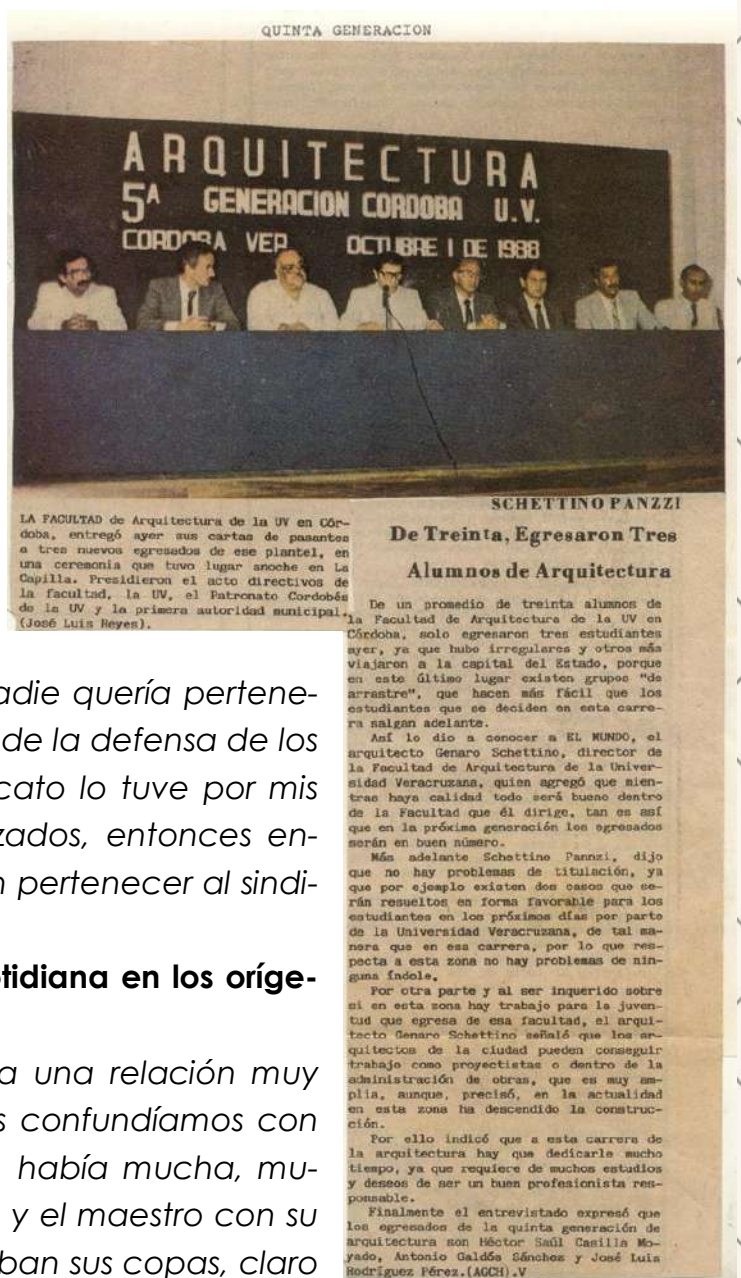 QUINTA GENERACION
ARQUITECTURA
5A GENERACION CORDOBA U.V.
CORDOBA VER OCTUBRE 1 DE 1988
LA FACULTAD de Arquitectura de la UV en Cór-
doba, entregó ayer sus cartas de pasantes
a tres nuevos egresados de ese plantel, en
una ceremonia que tuvo lugar anoche en La
Capilla. Presidieron el acto directivos de
la facultad, la UV, el Patronato Cordobés
de la UV y la primera autoridad municipal.
(José Luis Reyes).
SCHETTINO PANZZI
De Treinta, Egresaron Tres
Alumnos de Arquitectura
De un promedio de treinta alumnos de
la Facultad de Arquitectura de la UV en
Córdoba, solo egresaron tres estudiantes
ayer, ya que hubo irregulares y otros más
viajaron a la capital del Estado, porque
en este último lugar existen grupos "de
arrastre", que hacen más fácil que los
estudiantes que se deciden en esta carre-
ra salgan adelante.
Así lo dio a conocer a EL MUNDO, el
arquitecto Genaro Schettino, director de
la Facultad de Arquitectura de la Univer-
sidad Veracruzana, quien agregó que mien-
tras haya calidad todo será bueno dentro
de la Facultad que él dirige, tan es así
que en la próxima generación los egresados
serán en buen número.
Más adelante Schettino Pannzi, dijo
que no hay problemas de titulación, ya
que por ejemplo existen dos casos que se-
rán resueltos en forma favorable para los
estudiantes en los próximos días por parte
de la Universidad Veracruzana, de tal ma-
nera que en esa carrera, por lo que res-
pecta a esta zona no hay problemas de nin-
guna índole.
Por otra parte y al ser inquerido sobre
si en esta zona hay trabajo para la juven-
tud que egresa de esa facultad, el arqui-
tecto Genaro Schettino señaló que los ar-
quitectos de la ciudad pueden conseguir
trabajo como proyectistas o dentro de la
administración de obras, que es muy am-
plia, aunque, precisó, en la actualidad
en esta zona ha descendido la construc-
ción.
Por ello indicó que a esta carrera de
la arquitectura hay que dedicarle mucho
tiempo, ya que requiere de muchos estudios
y deseos de ser un buen profesionista res-
ponsable.
Finalmente el entrevistado expresó que
los egresados de la quinta generación de
arquitectura son Héctor Saúl Casilla Mo-
yado, Antonio Galdós Sánchez y José Luis
Rodríguez Pérez.(AGCH).V
adie quería pertene-
de la defensa de los
cato lo tuve por mis
zados, entonces en-
n pertenecer al sindi-
otidiana en los oríge-
a una relación muy
s confundíamos con
había mucha, mu-
y el maestro con su
ban sus copas, claro